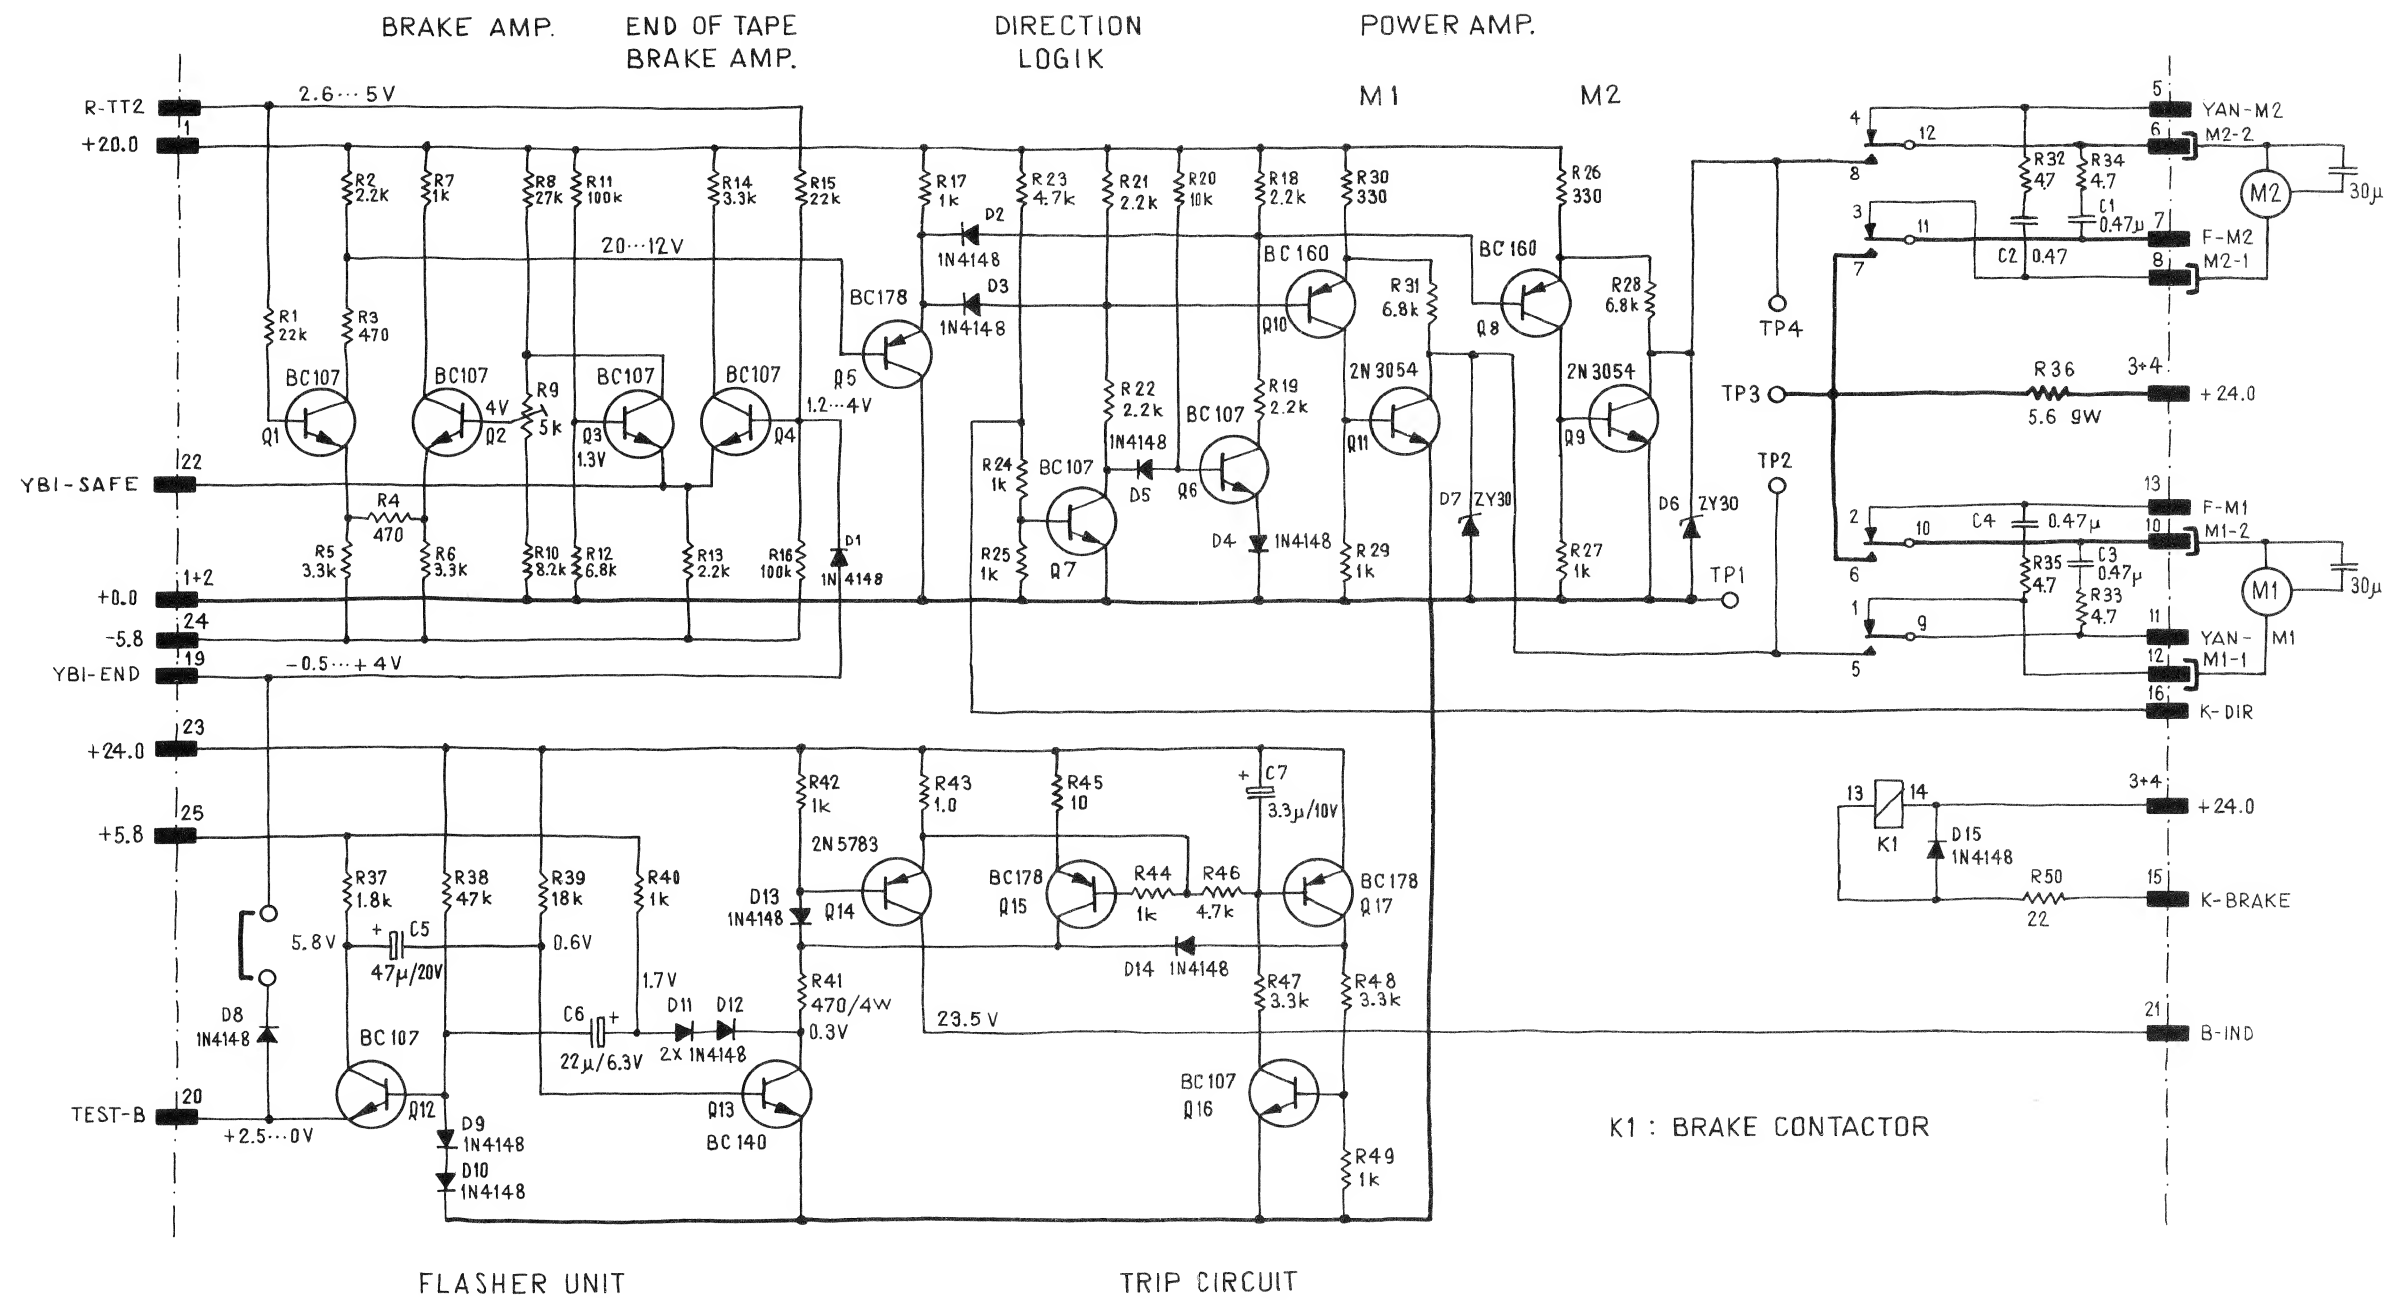 BRAKE AMP.
END OF TAPE
BRAKE AMP.
DIRECTION
LOGIK
POWER AMP.
M1
M2
R-TT2
2.6...5V
1
+20.0
R2
2.2k
R7
1k
R8
27k
R11
100k
R14
3.3k
R15
22k
R17
1k
R23
4.7k
R21
2.2k
R20
10k
R18
2.2k
R30
330
R26
330
20...12V
D2
1N4148
D3
1N4148
BC178
Q5
R1
22k
R3
470
BC107
Q1
BC107
4V
Q2
R9
5k
BC107
Q3
1.3V
BC107
Q4
1.2...4V
22
YBI-SAFE
R4
470
R5
3.3k
R6
3.3k
R10
8.2k
R12
6.8k
R13
2.2k
R16
100k
D1
1N4148
1+2
+0.0
24
-5.8
19
YBI-END
-0.5...+4V
R24
1k
R25
1k
BC107
Q7
R22
2.2k
1N4148
D5
BC107
Q6
R19
2.2k
D4
1N4148
BC160
Q10
R31
6.8k
2N3054
Q11
R29
1k
BC160
Q8
R28
6.8k
2N3054
Q9
R27
1k
D7
ZY30
D6
ZY30
TP1
TP4
TP3
TP2
4
12
8
3
11
7
R32
47
R34
4.7
C1
0.47µ
C2
0.47
5
YAN-M2
6
M2-2
7
F-M2
8
M2-1
M2
30µ
R36
5.6 9W
3÷4
+24.0
2
10
6
1
9
5
C4
0.47µ
R35
4.7
C3
0.47µ
R33
4.7
13
F-M1
10
M1-2
11
YAN-M1
12
M1-1
M1
30µ
16
K-DIR
23
+24.0
25
+5.8
R37
1.8k
R38
47k
R39
18k
R40
1k
R42
1k
R43
1.0
R45
10
+
C7
3.3µ/10V
2N5783
Q14
D13
1N4148
BC178
Q15
R44
1k
R46
4.7k
BC178
Q17
5.8V
+
C5
47µ/20V
0.6V
1.7V
C6
+
22µ/6.3V
D11
D12
2X 1N4148
R41
470/4W
0.3V
D14
1N4148
R47
3.3k
R48
3.3k
23.5V
D8
1N4148
BC107
Q12
20
TEST-B
+2.5...0V
D9
1N4148
D10
1N4148
Q13
BC140
BC107
Q16
R49
1k
13
14
K1
D15
1N4148
R50
22
3÷4
+24.0
15
K-BRAKE
21
B-IND
K1 : BRAKE CONTACTOR
FLASHER UNIT
TRIP CIRCUIT